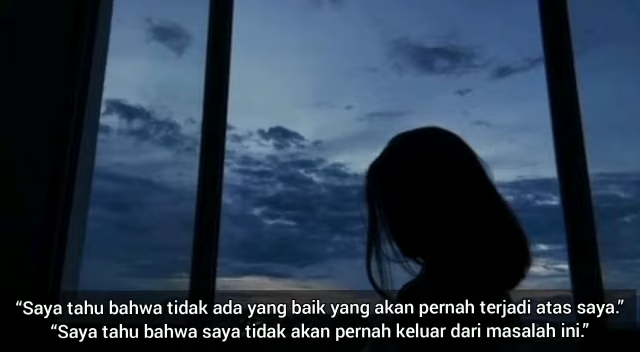 “Saya tahu bahwa tidak ada yang baik yang akan pernah terjadi atas saya.”
“Saya tahu bahwa saya tidak akan pernah keluar dari masalah ini.”